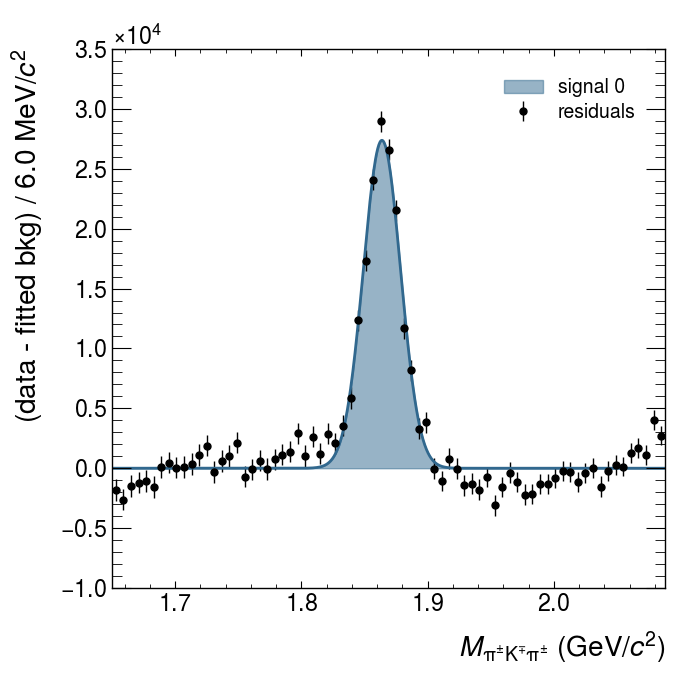 ×10⁴
(data - fitted bkg) / 6.0 MeV/c²
3.5
3.0
2.5
2.0
1.5
1.0
0.5
0.0
−0.5
−1.0
signal 0
residuals
1.7 1.8 1.9 2.0
M_π±K∓π± (GeV/c²)